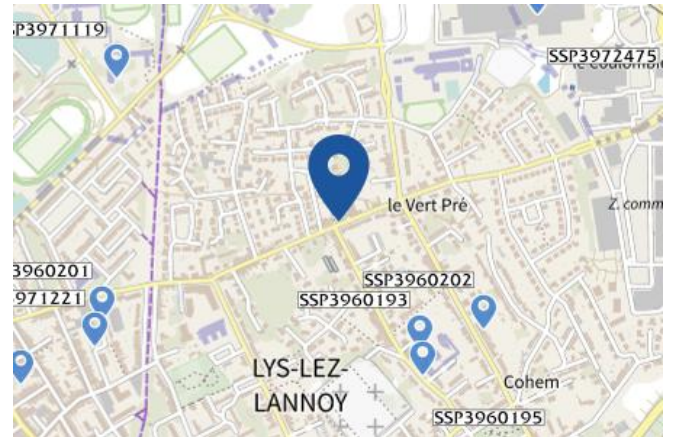 SP3971119
SSP3972475
le Vert Pré
Z. comm
3960201
SSP3960202
971221
SSP3960193
LYS-LEZ-
LANNOY
Cohem
SSP3960195